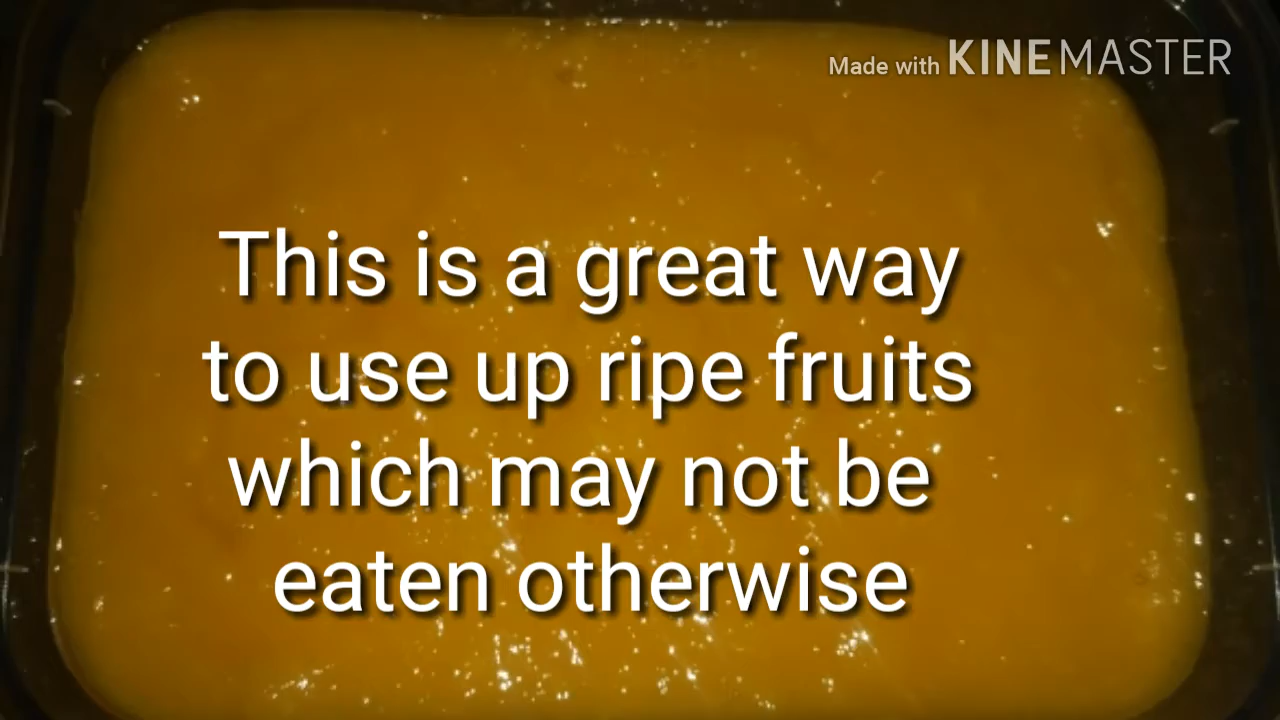 Made with KINEMASTER
This is a great way
to use up ripe fruits
which may not be
eaten otherwise